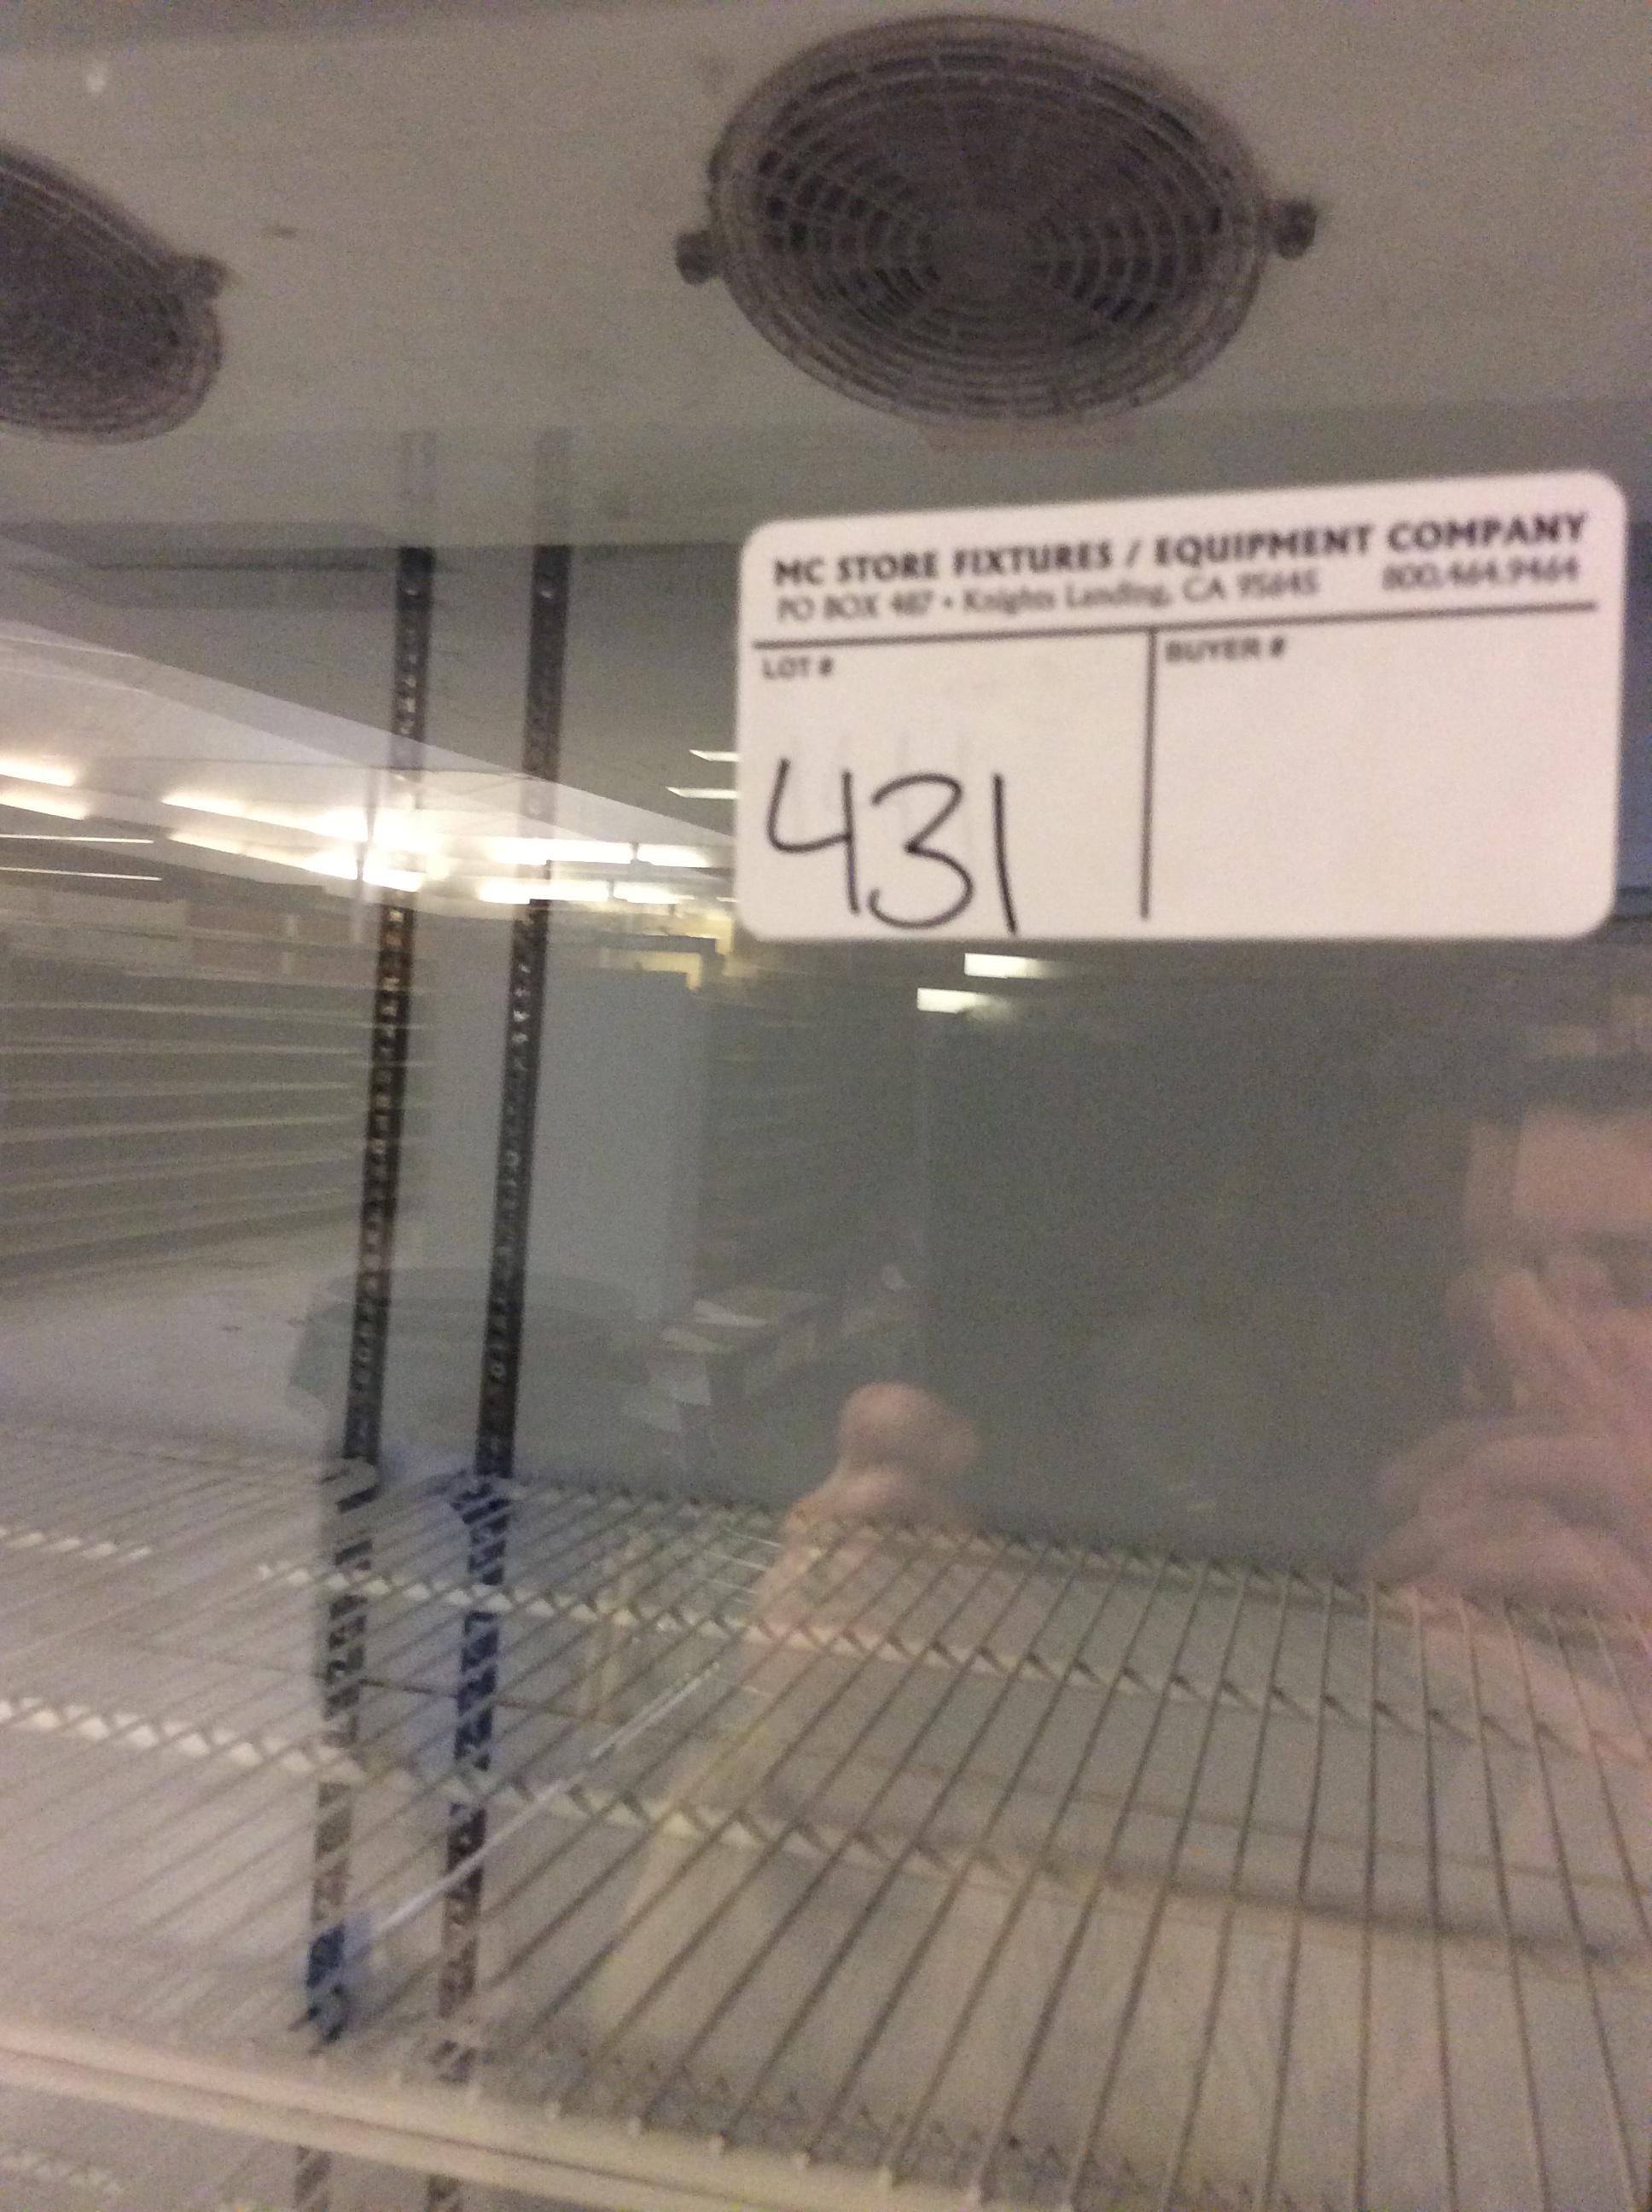 MC STORE FIXTURES / EQUIPMENT COMPANY
PO BOX 487 • Knights Landing, CA 95645 800.464.9464
LOT # BUYER #
431